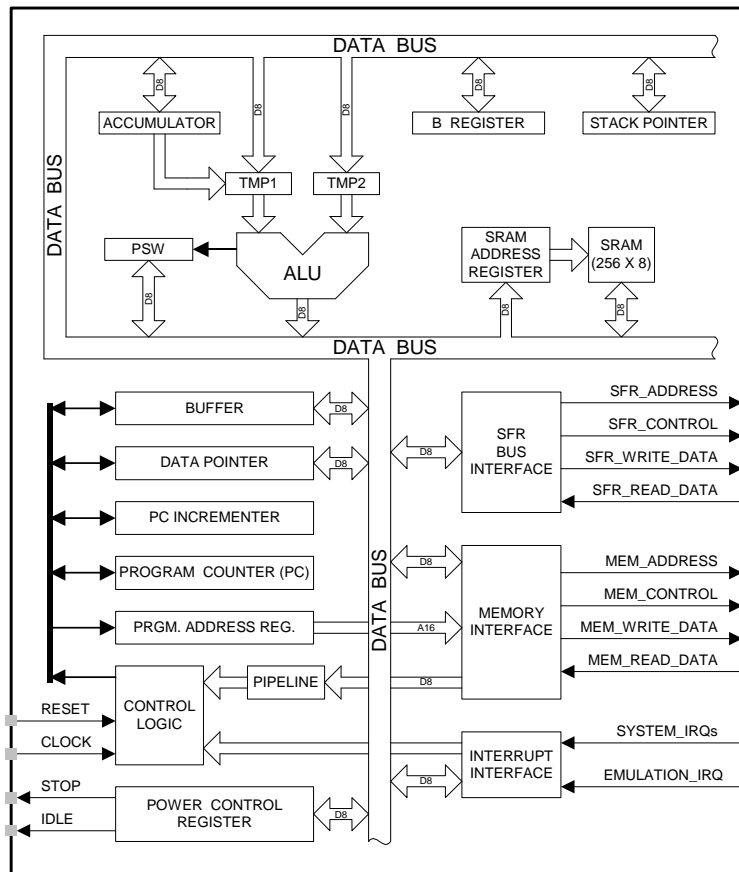 DATA BUS
D8
D8
D8
D8
D8
ACCUMULATOR
B REGISTER
STACK POINTER
DATA BUS
TMP1
TMP2
PSW
ALU
SRAM
ADDRESS
REGISTER
SRAM
(256 X 8)
D8
D8
D8
D8
DATA BUS
BUFFER
D8
SFR_ADDRESS
SFR_CONTROL
SFR
BUS
INTERFACE
D8
SFR_WRITE_DATA
DATA POINTER
D8
SFR_READ_DATA
PC INCREMENTER
DATA BUS
D8
MEM_ADDRESS
PROGRAM COUNTER (PC)
MEM_CONTROL
MEMORY
INTERFACE
PRGM. ADDRESS REG.
A16
MEM_WRITE_DATA
MEM_READ_DATA
PIPELINE
D8
CONTROL
LOGIC
RESET
CLOCK
SYSTEM_IRQs
INTERRUPT
INTERFACE
EMULATION_IRQ
D8
STOP
IDLE
POWER CONTROL
REGISTER
D8